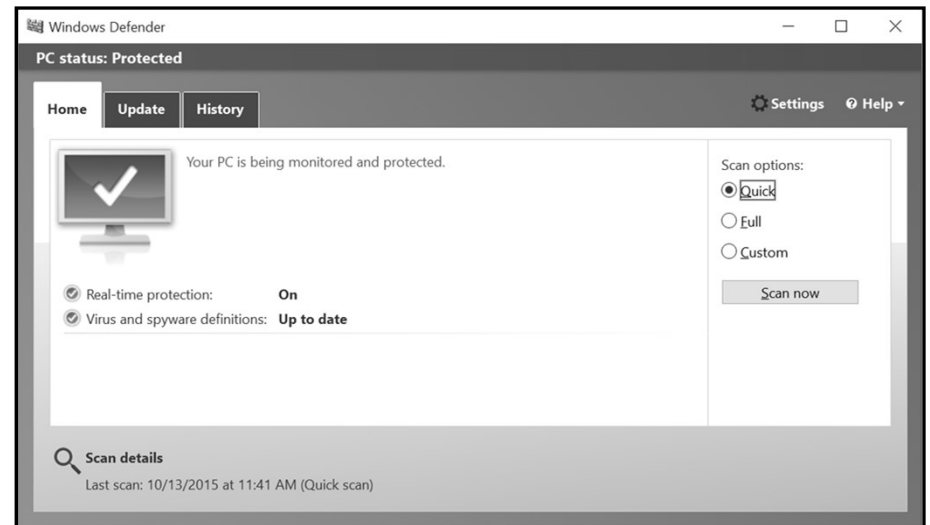 Windows Defender
PC status: Protected
Home Update History Settings Help
Your PC is being monitored and protected.
Scan options:
Quick
Full
Custom
Scan now
Real-time protection: On
Virus and spyware definitions: Up to date
Scan details
Last scan: 10/13/2015 at 11:41 AM (Quick scan)